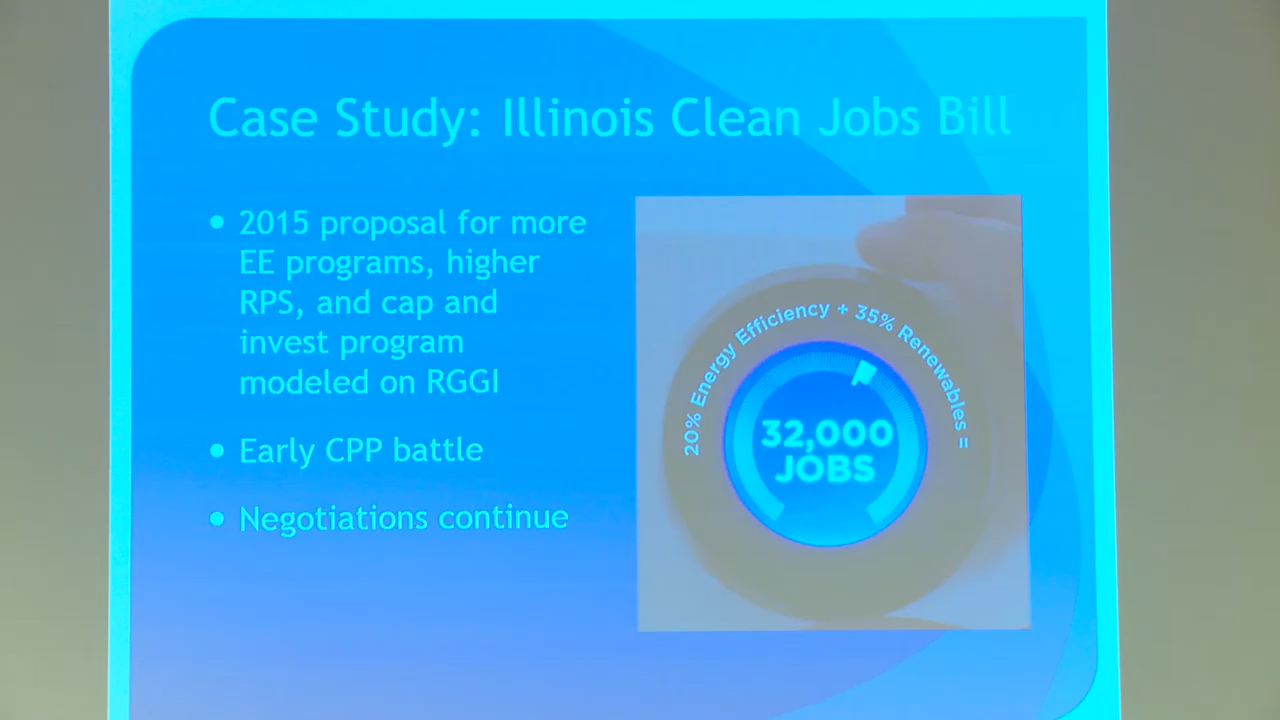 Case Study: Illinois Clean Jobs Bill
• 2015 proposal for more
EE programs, higher
RPS, and cap and
invest program
modeled on RGGI
• Early CPP battle
• Negotiations continue
20% Energy Efficiency + 35% Renewables =
32,000
JOBS